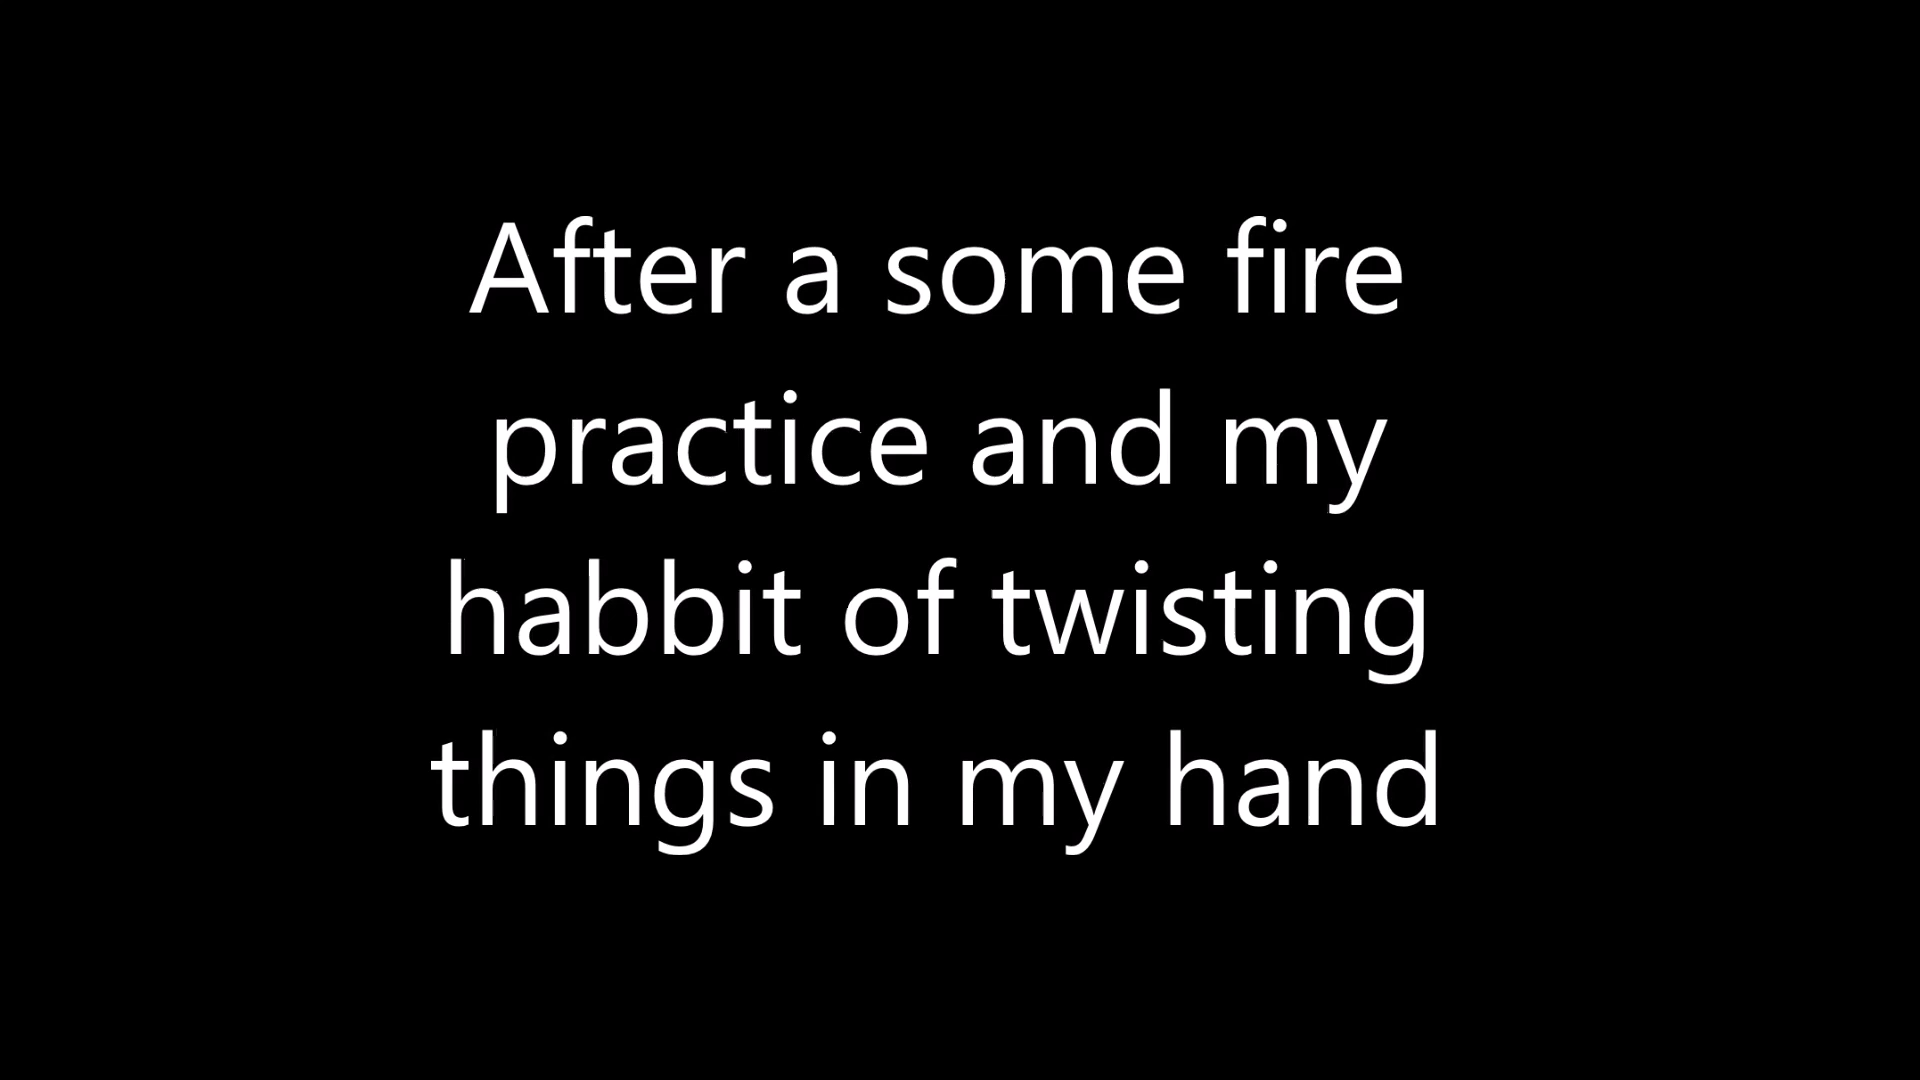 After a some fire
practice and my
habbit of twisting
things in my hand